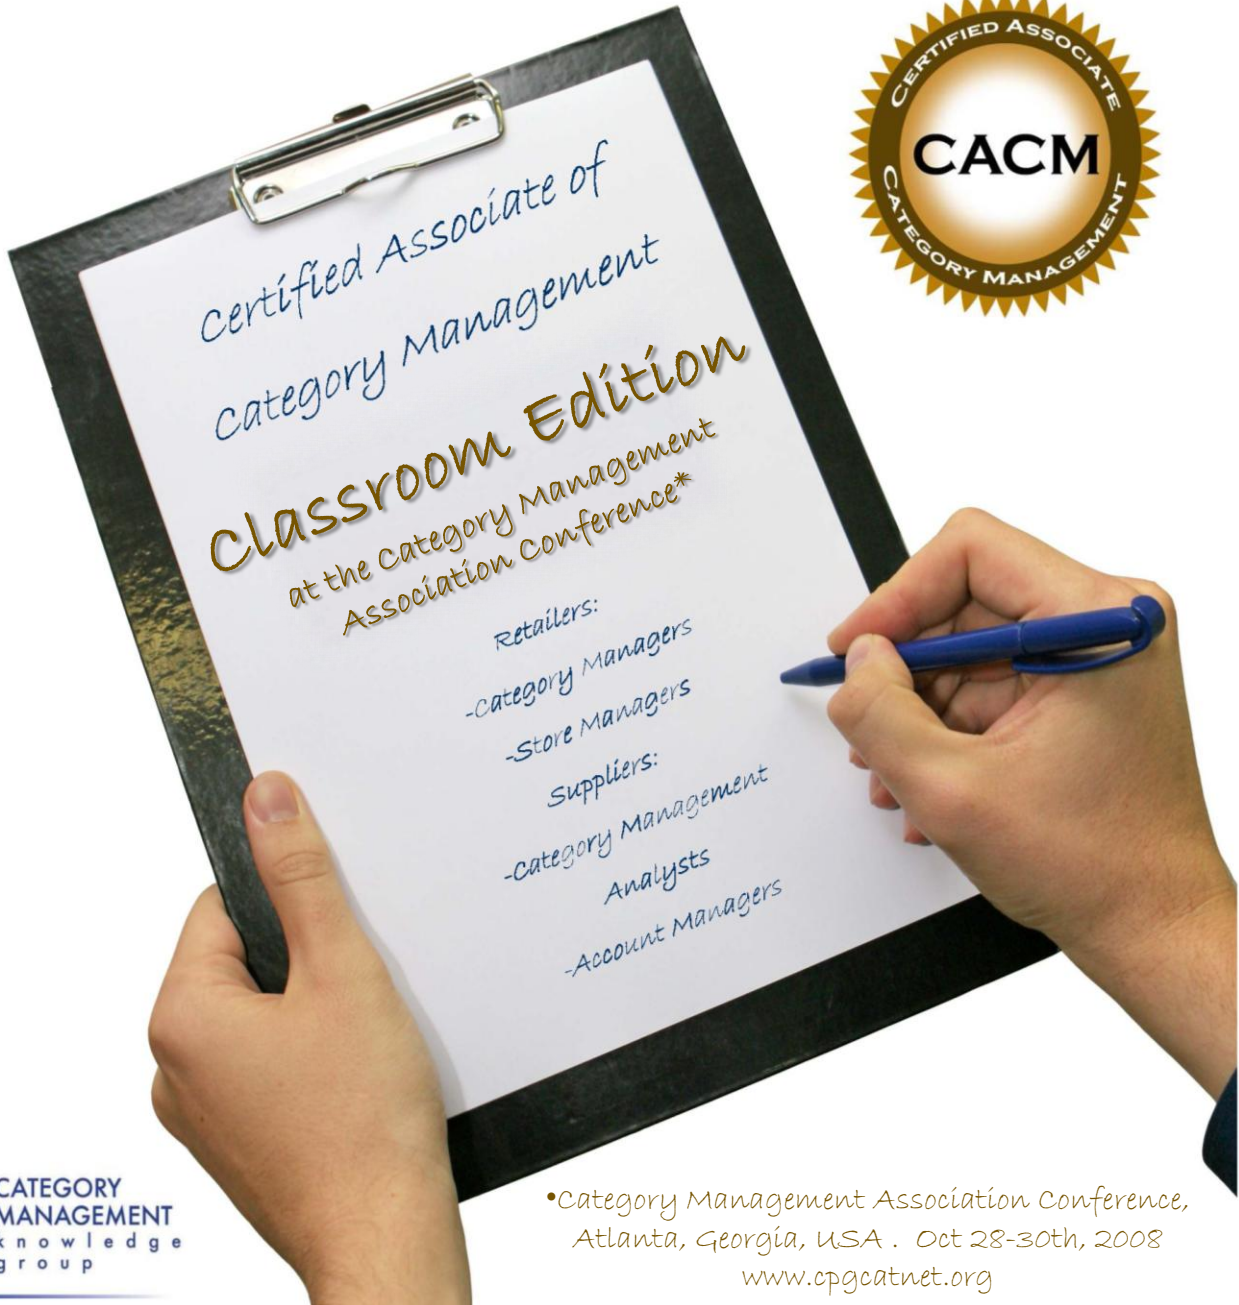 CERTIFIED ASSOCIATE
CACM
CATEGORY MANAGEMENT
Certified Associate of
Category Management
Classroom Edition
at the Category Management
Association Conference*
Retailers:
-Category Managers
-Store Managers
Suppliers:
-Category Management
Analysts
-Account Managers
CATEGORY
MANAGEMENT
knowledge
group
•Category Management Association Conference,
Atlanta, Georgia, USA . Oct 28-30th, 2008
www.cpgcatnet.org